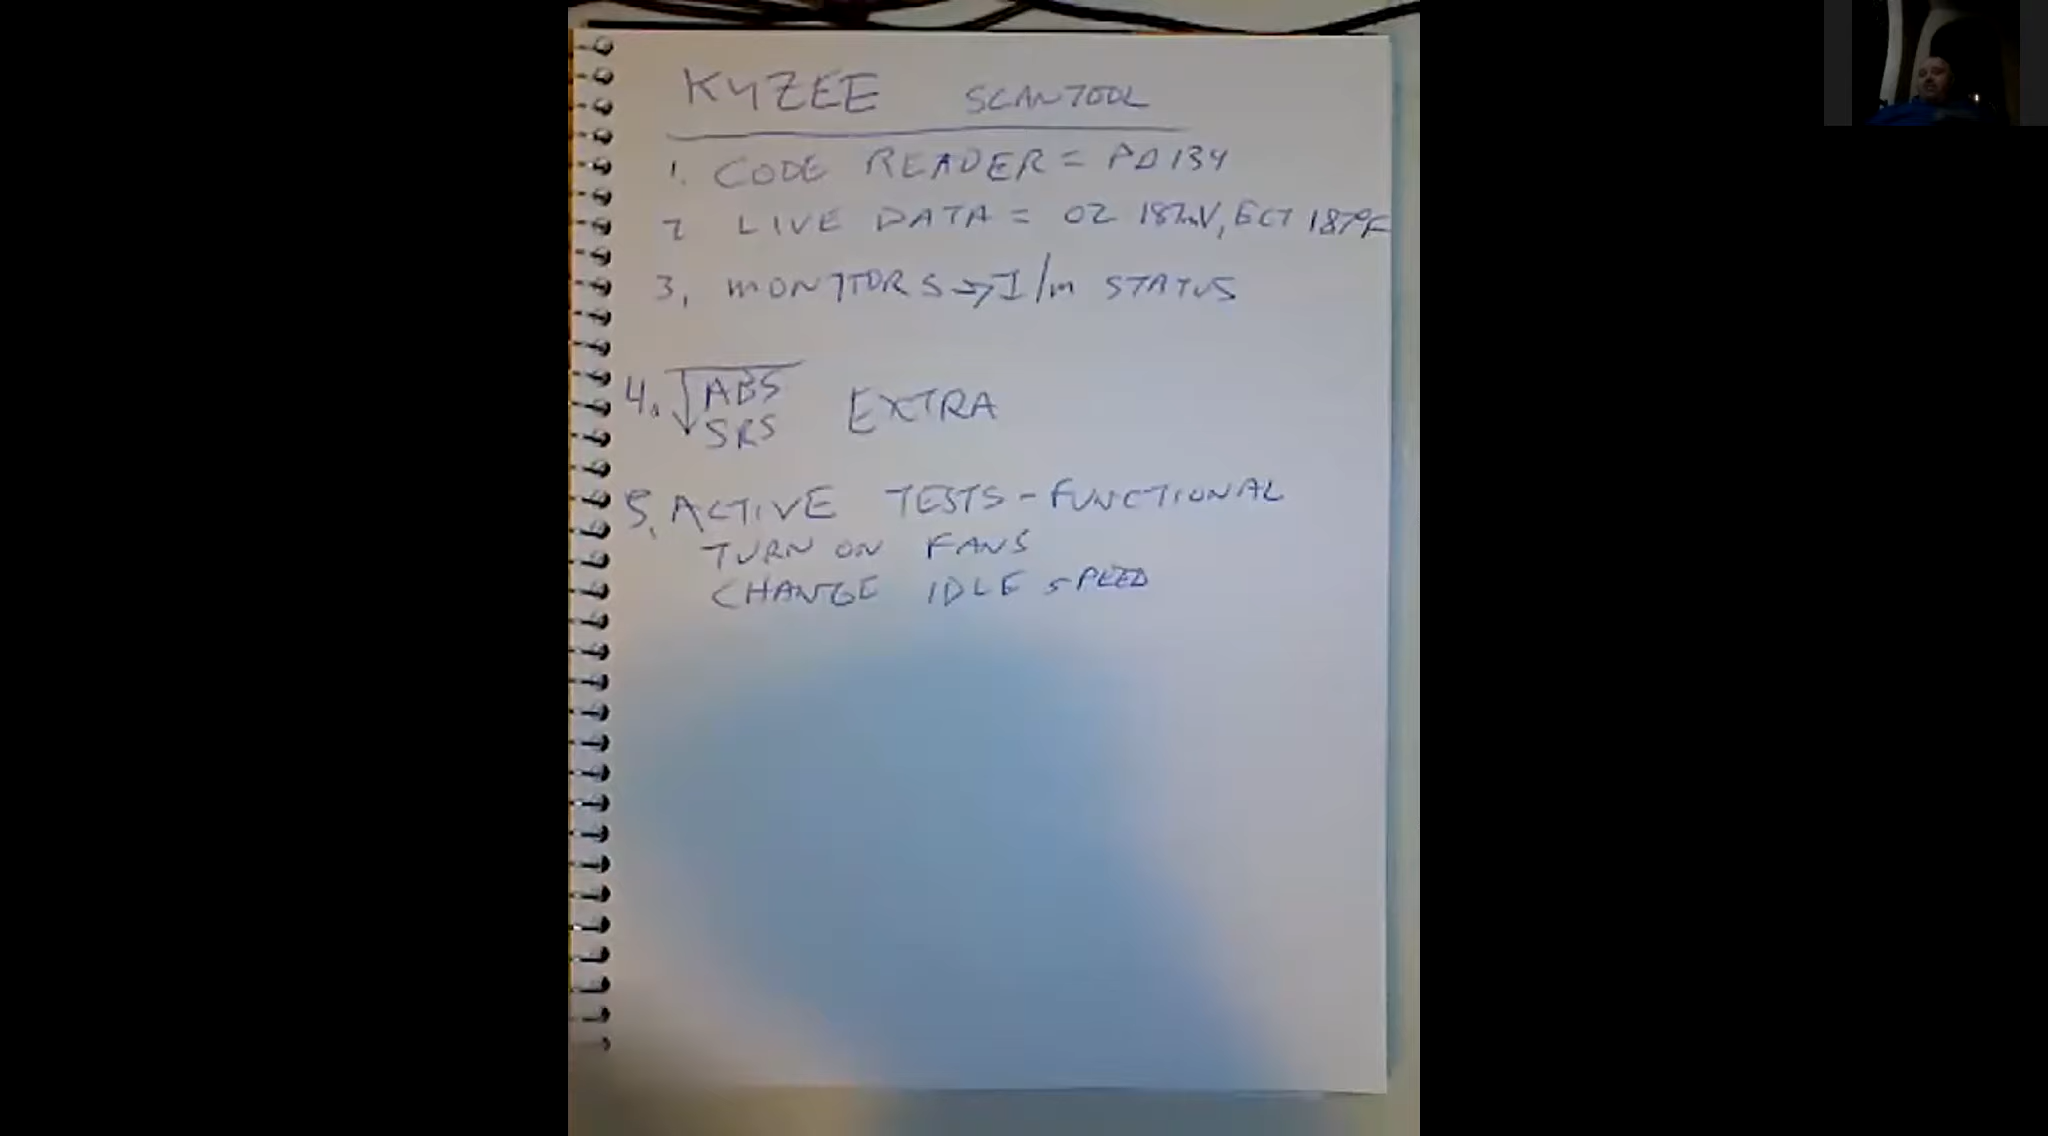 KYZEE SCANTOOL
1. CODE READER = P0134
2 LIVE DATA = O2 187mV, ECT 187°F
3, MONITORS → I/M STATUS
4. ABS
SRS EXTRA
5. ACTIVE TESTS - FUNCTIONAL
TURN ON FANS
CHANGE IDLE SPEED